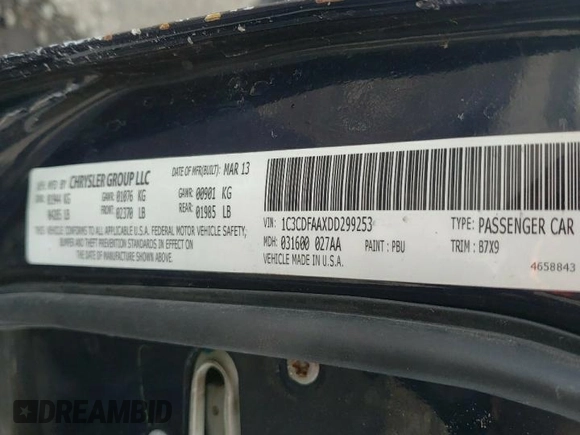 MFD. BY CHRYSLER GROUP LLC
DATE OF MFR(BUILT): MAR 13
GVWR: 01944 KG GAWR: 01076 KG GAWR: 00901 KG
04285 LB FRONT: 02370 LB REAR: 01985 LB
THIS VEHICLE CONFORMS TO ALL APPLICABLE U.S.A. FEDERAL MOTOR VEHICLE SAFETY,
BUMPER, AND THEFT PREVENTION STANDARDS IN EFFECT ON THE DATE OF
MANUFACTURE SHOWN ABOVE.
VIN: 1C3CDFAAXDD299253 TYPE: PASSENGER CAR
MDH: 031600 027AA PAINT: PBU TRIM: B7X9
VEHICLE MADE IN U.S.A.
4658843
DREAMBID